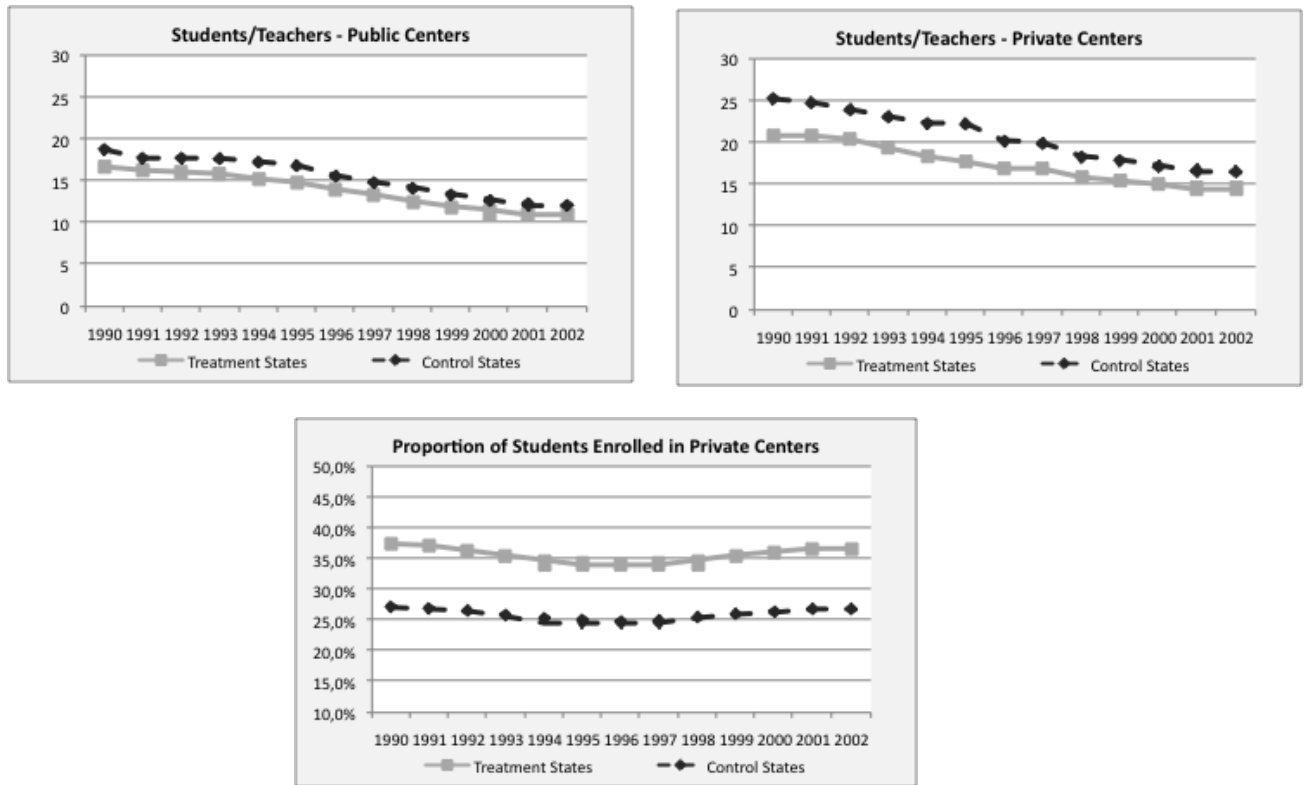 Students/Teachers - Public Centers
30
25
20
15
10
5
0
1990 1991 1992 1993 1994 1995 1996 1997 1998 1999 2000 2001 2002
Treatment States Control States
Students/Teachers - Private Centers
30
25
20
15
10
5
0
1990 1991 1992 1993 1994 1995 1996 1997 1998 1999 2000 2001 2002
Treatment States Control States
Proportion of Students Enrolled in Private Centers
50,0%
45,0%
40,0%
35,0%
30,0%
25,0%
20,0%
15,0%
10,0%
1990 1991 1992 1993 1994 1995 1996 1997 1998 1999 2000 2001 2002
Treatment States Control States